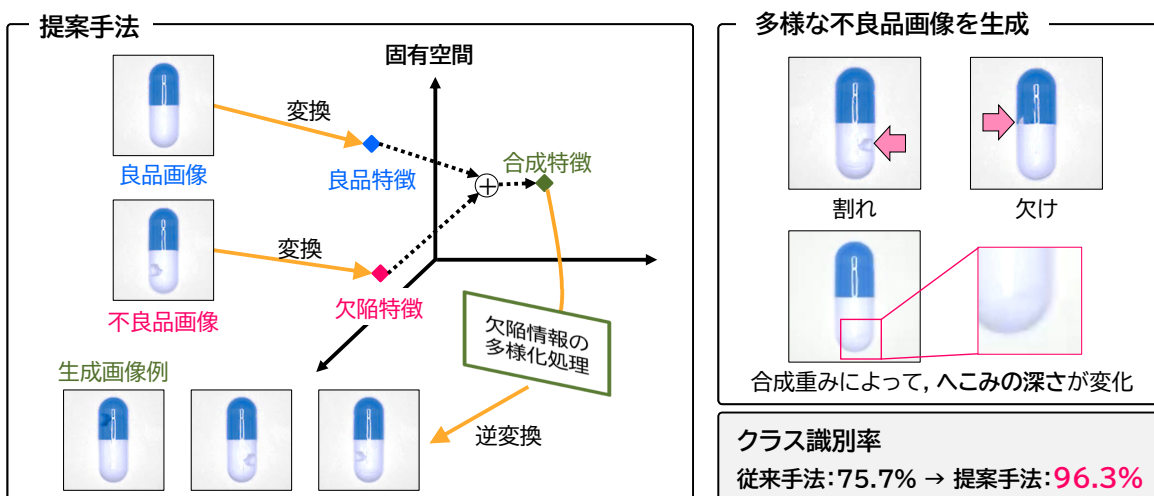 提案手法
固有空間
変換
良品画像
良品特徴
合成特徴
変換
不良品画像
欠陥特徴
欠陥情報の
多様化処理
生成画像例
逆変換
多様な不良品画像を生成
割れ
欠け
合成重みによって,へこみの深さが変化
クラス識別率
従来手法:75.7% → 提案手法:96.3%